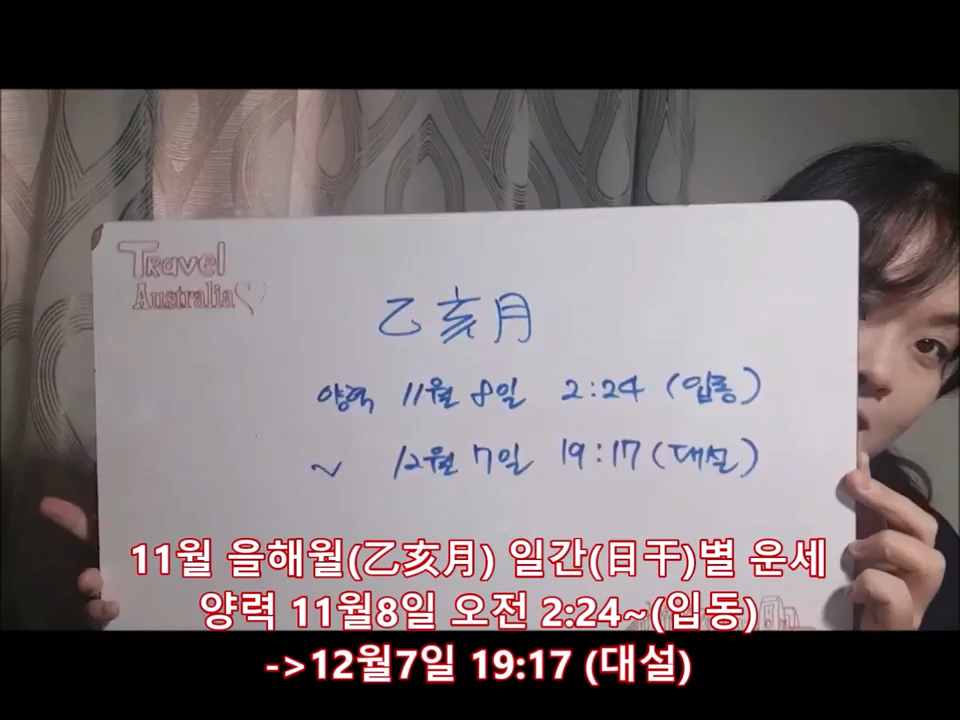 Travel
Australia
乙亥月
양력 11월 8일 2:24 (입동)
~ 12월 7일 19:17 (대설)
11월 을해월(乙亥月) 일간(日干)별 운세
양력 11월8일 오전 2:24~(입동)
->12월7일 19:17 (대설)